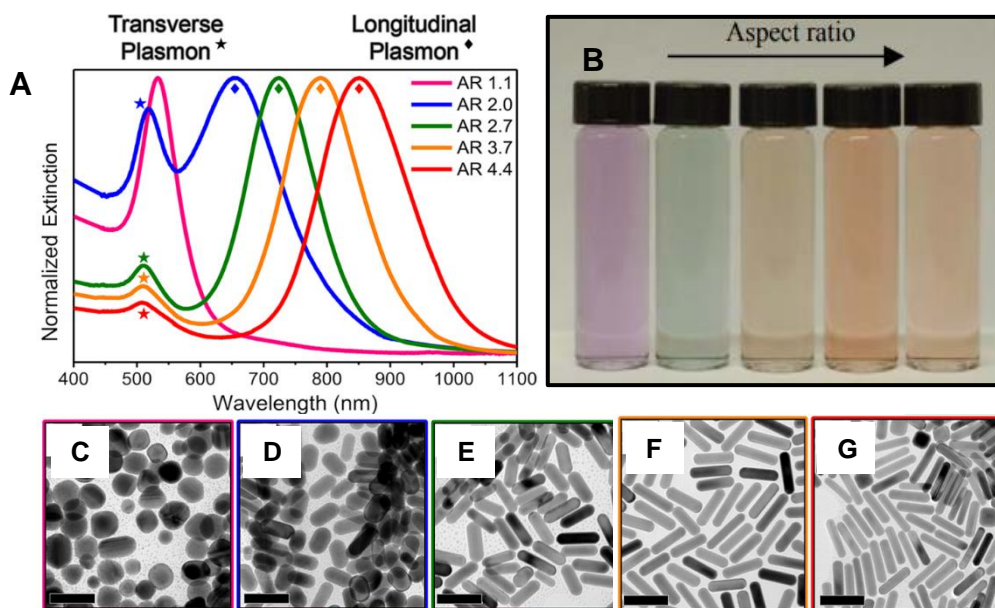 Transverse
Plasmon ★
Longitudinal
Plasmon ♦
A
AR 1.1
AR 2.0
AR 2.7
AR 3.7
AR 4.4
Normalized Extinction
400 500 600 700 800 900 1000 1100
Wavelength (nm)
B
Aspect ratio
C
D
E
F
G